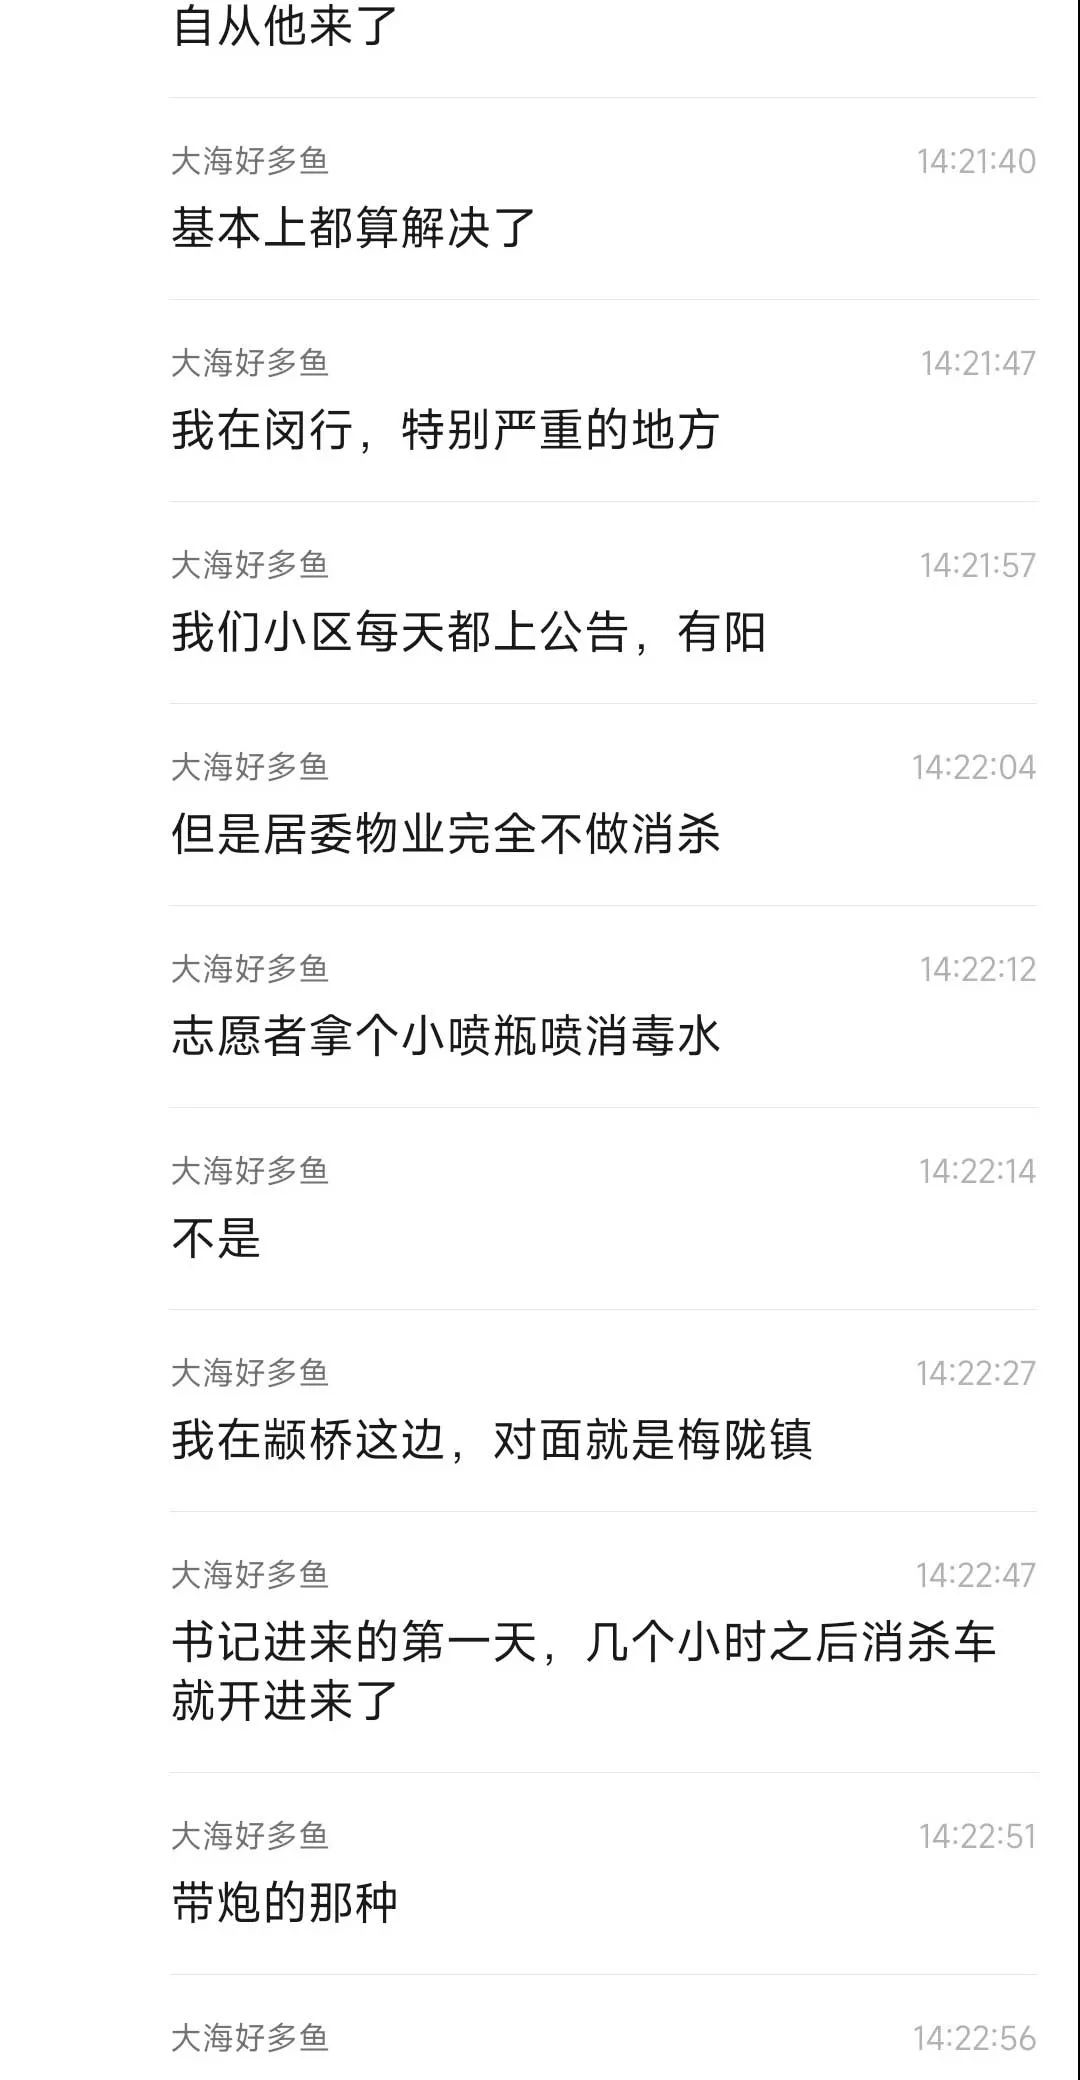 自从他来了
大海好多鱼 14:21:40
基本上都算解决了
大海好多鱼 14:21:47
我在闵行，特别严重的地方
大海好多鱼 14:21:57
我们小区每天都上公告，有阳
大海好多鱼 14:22:04
但是居委物业完全不做消杀
大海好多鱼 14:22:12
志愿者拿个小喷瓶喷消毒水
大海好多鱼 14:22:14
不是
大海好多鱼 14:22:27
我在颛桥这边，对面就是梅陇镇
大海好多鱼 14:22:47
书记进来的第一天，几个小时之后消杀车
就开进来了
大海好多鱼 14:22:51
带炮的那种
大海好多鱼 14:22:56